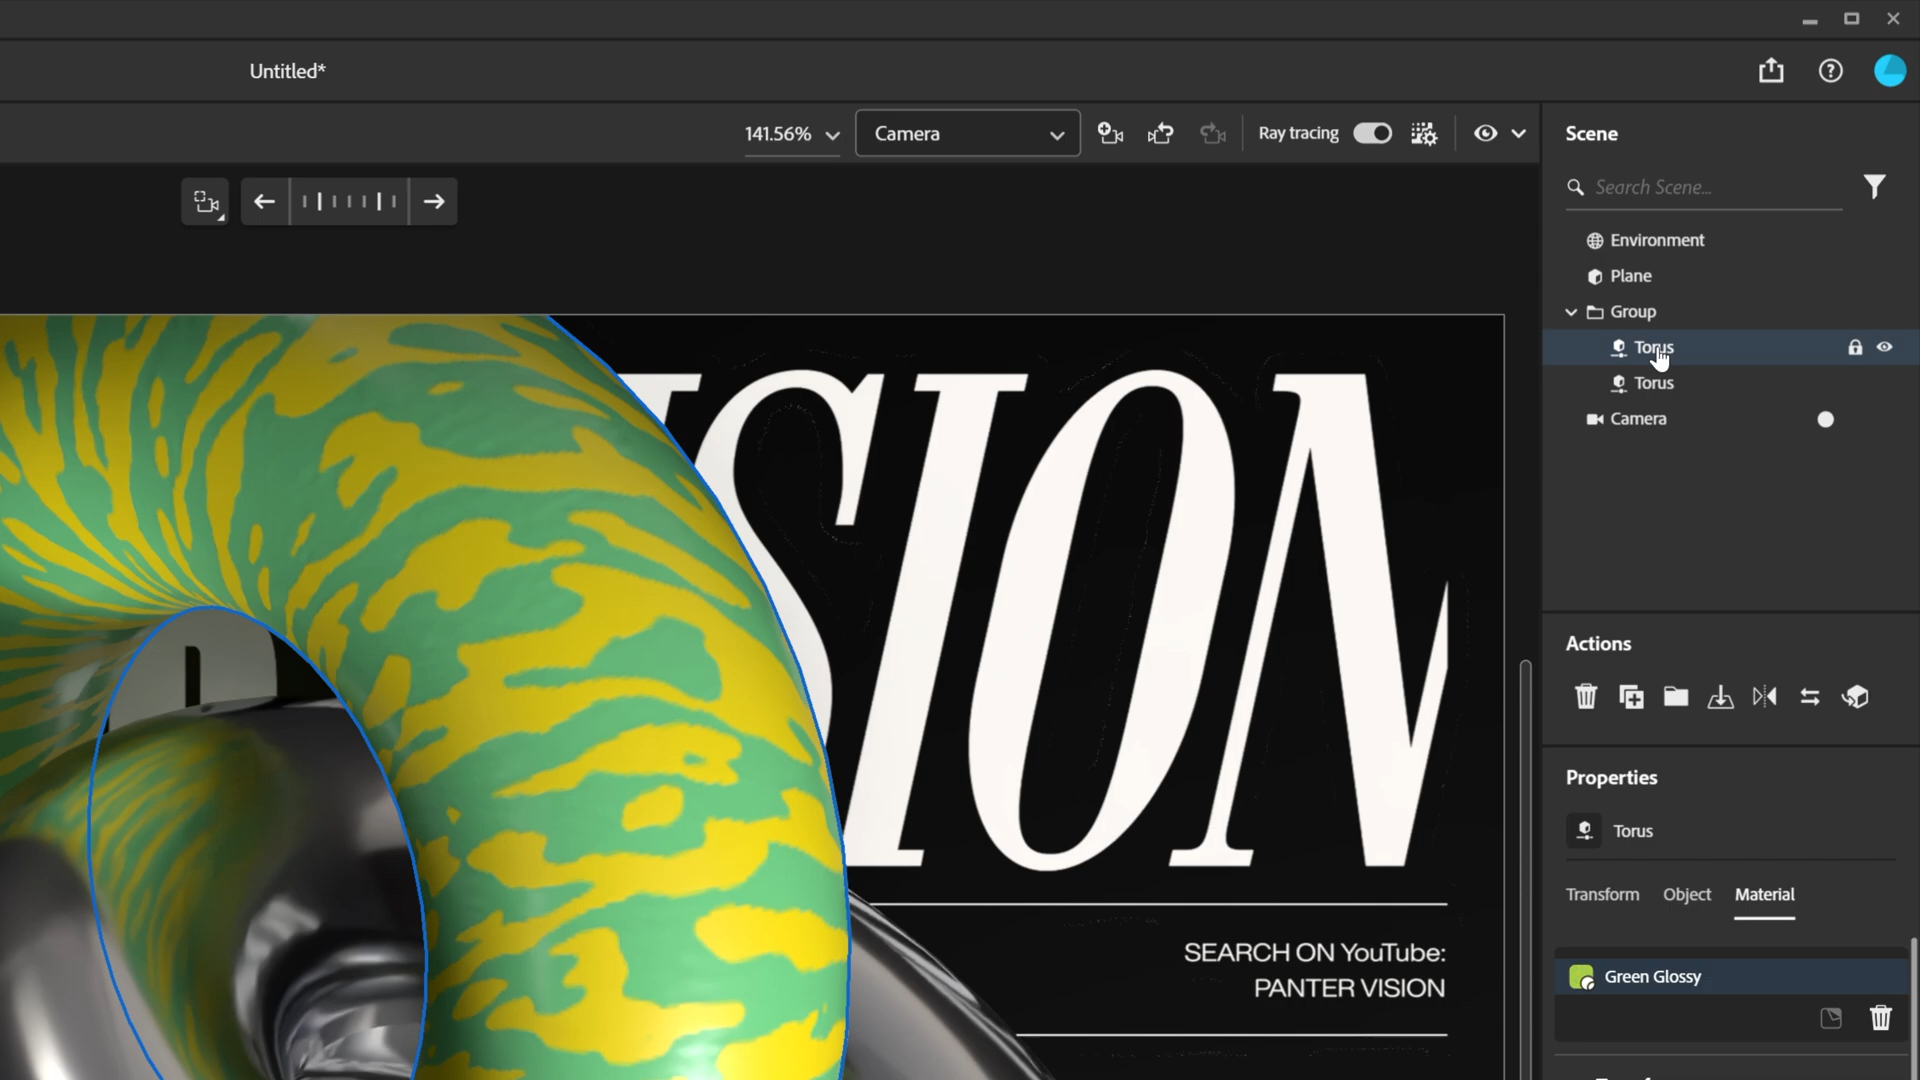 Untitled*
141.56%
Camera
Ray tracing
Scene
Search Scene...
Environment
Plane
Group
Torus
Torus
Camera
SION
SEARCH ON YouTube:
PANTER VISION
Actions
Properties
Torus
Transform Object Material
Green Glossy